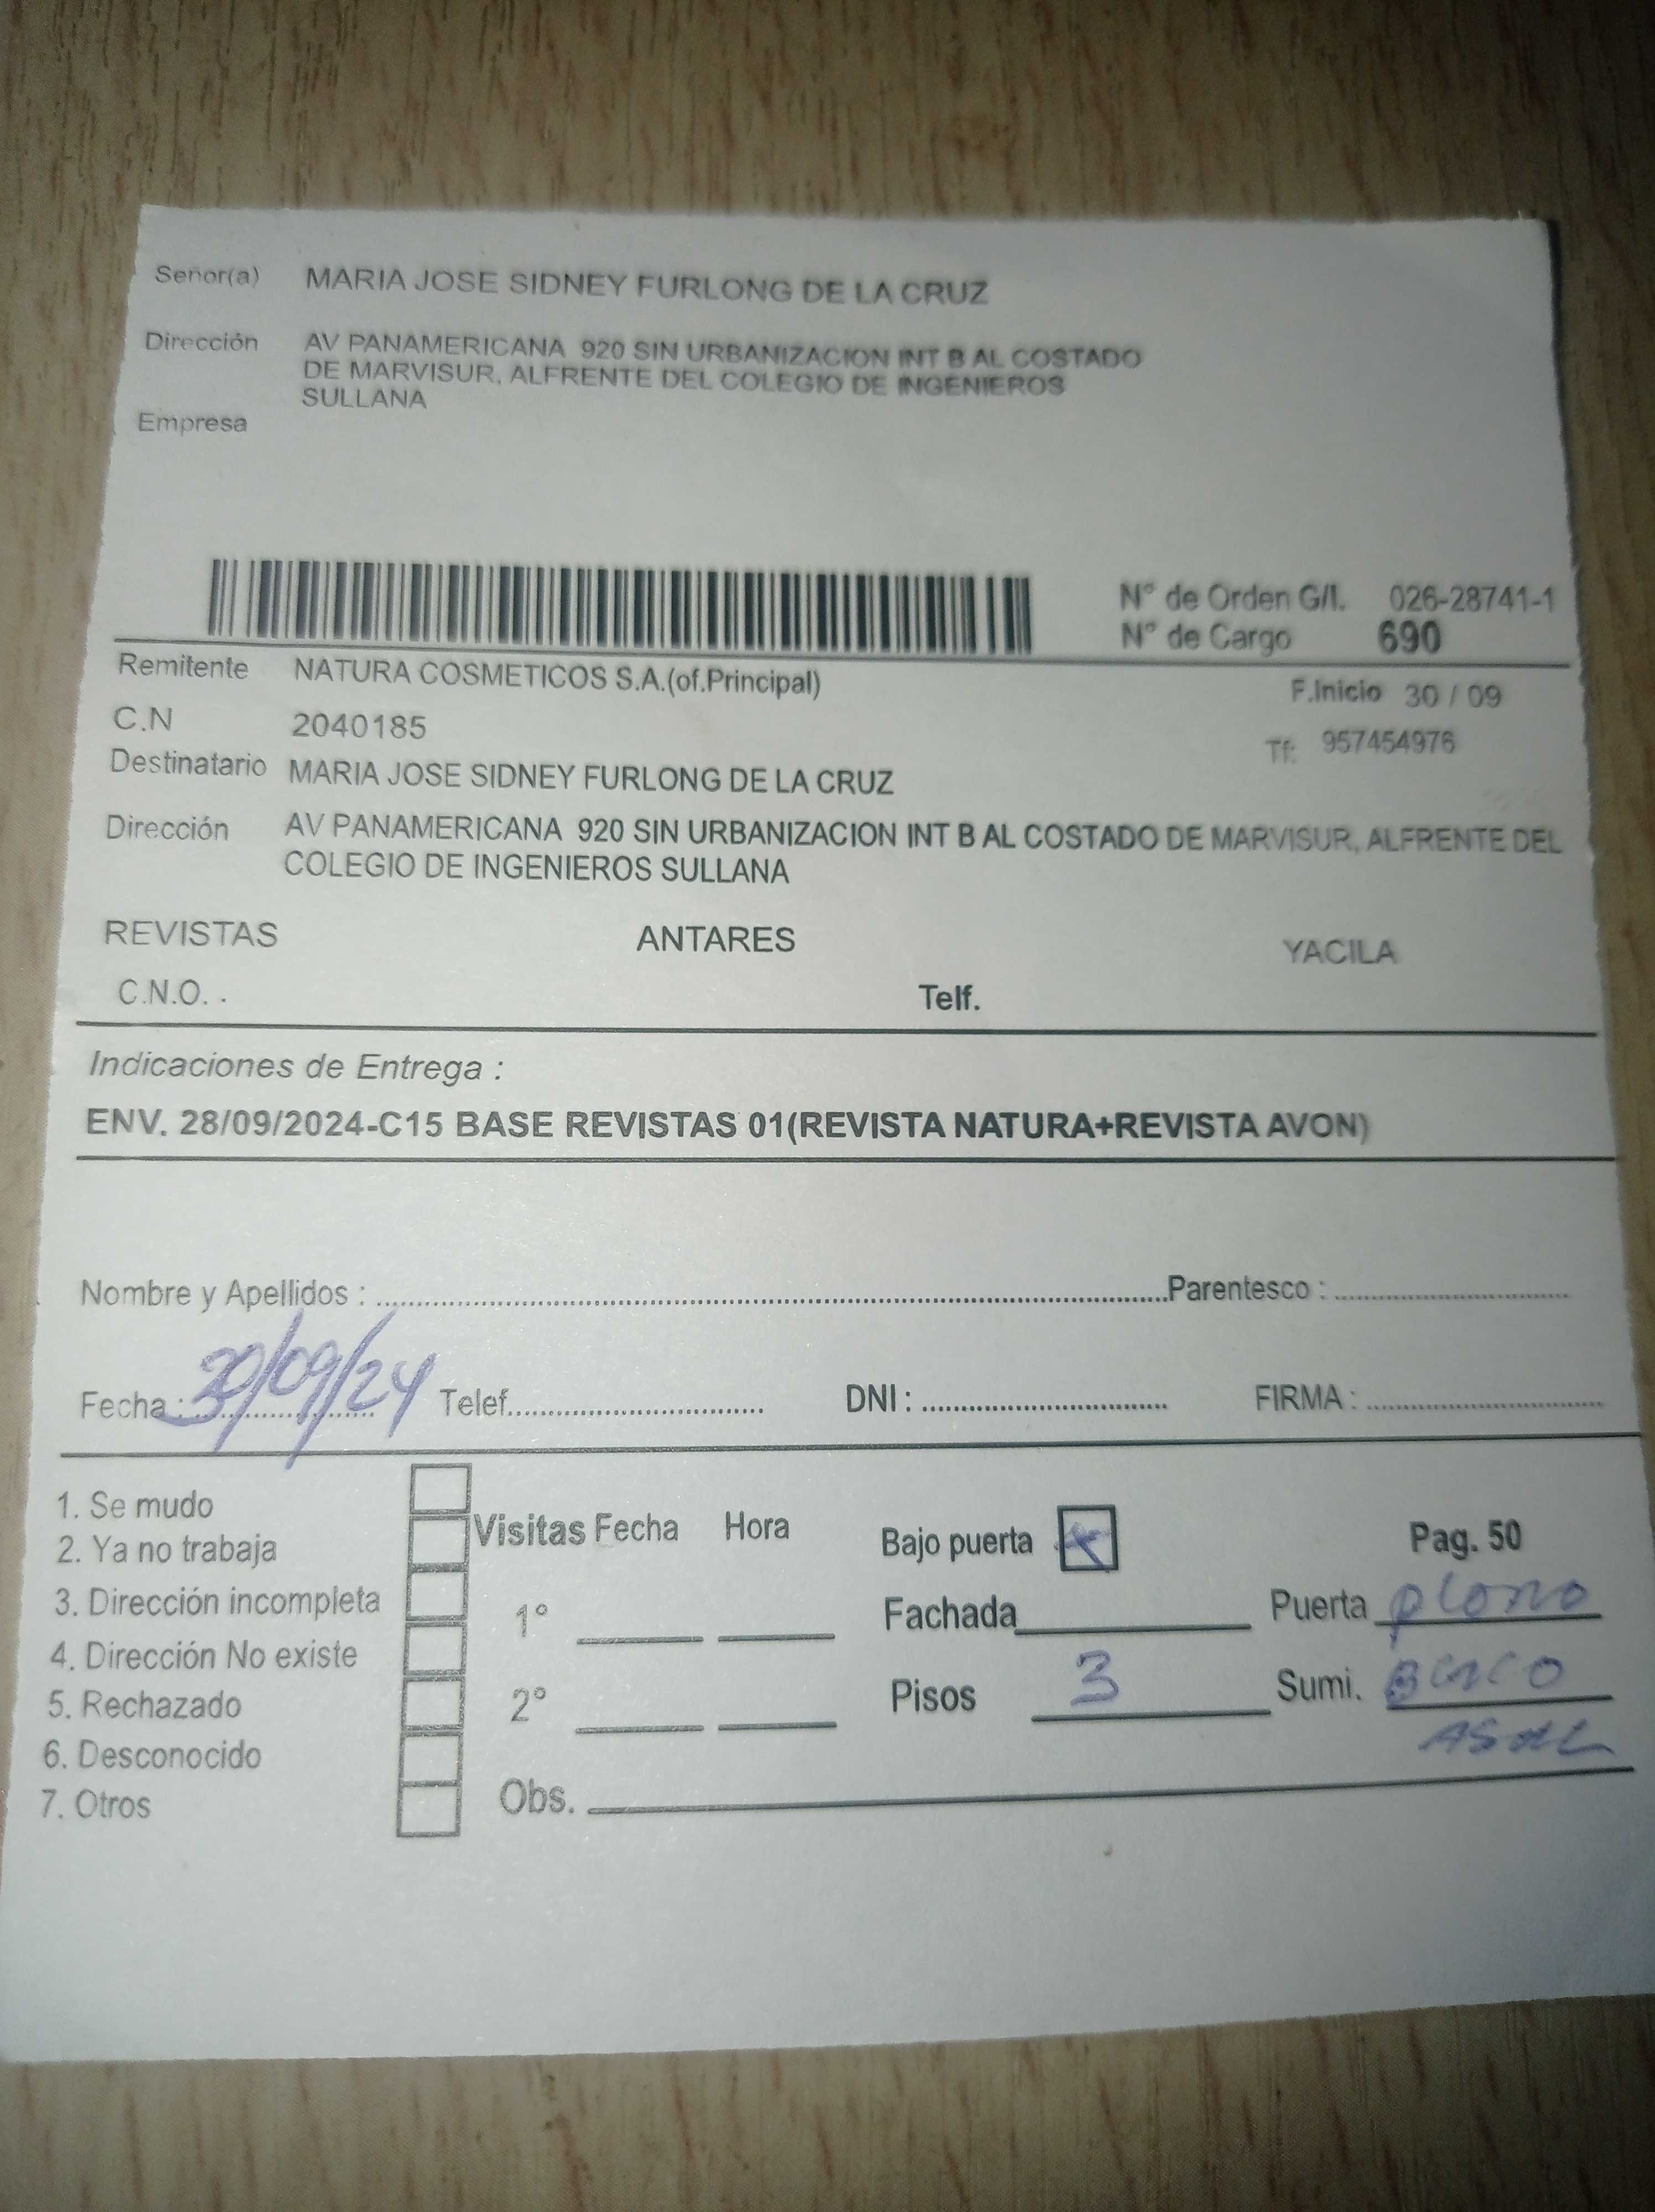 Señor(a) MARIA JOSE SIDNEY FURLONG DE LA CRUZ
Dirección AV PANAMERICANA 920 SIN URBANIZACION INT B AL COSTADO
DE MARVISUR, ALFRENTE DEL COLEGIO DE INGENIEROS
SULLANA
Empresa
N° de Orden G/I. 026-28741-1
N° de Cargo 690
Remitente NATURA COSMETICOS S.A.(of.Principal) F.Inicio 30 / 09
C.N 2040185 Tf: 957454976
Destinatario MARIA JOSE SIDNEY FURLONG DE LA CRUZ
Dirección AV PANAMERICANA 920 SIN URBANIZACION INT B AL COSTADO DE MARVISUR, ALFRENTE DEL
COLEGIO DE INGENIEROS SULLANA
REVISTAS ANTARES YACILA
C.N.O. . Telf.
Indicaciones de Entrega :
ENV. 28/09/2024-C15 BASE REVISTAS 01(REVISTA NATURA+REVISTA AVON)
Nombre y Apellidos : Parentesco :
Fecha : 30/09/24 Telef. DNI : FIRMA :
1. Se mudo
2. Ya no trabaja Visitas Fecha Hora Bajo puerta Pag. 50
3. Dirección incompleta 1° Fachada Puerta plomo
4. Dirección No existe
5. Rechazado 2° Pisos 3 Sumi.
6. Desconocido
7. Otros Obs.